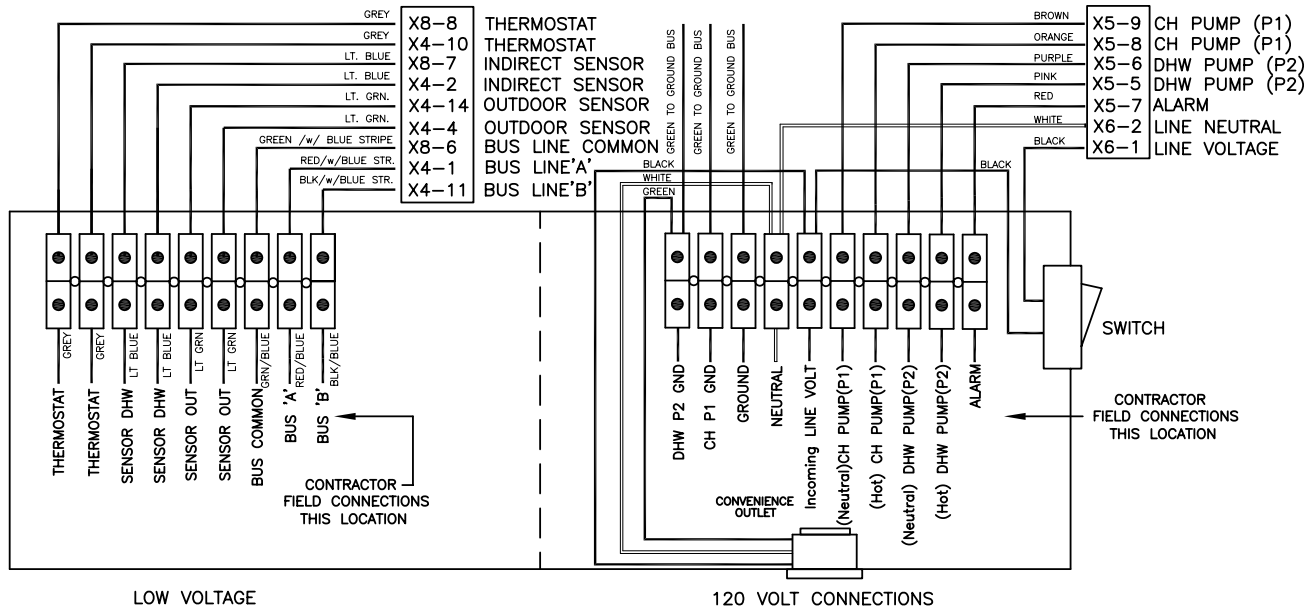 GREY X8-8 THERMOSTAT
GREY X4-10 THERMOSTAT
LT. BLUE X8-7 INDIRECT SENSOR
LT. BLUE X4-2 INDIRECT SENSOR
LT. GRN. X4-14 OUTDOOR SENSOR
LT. GRN. X4-4 OUTDOOR SENSOR
GREEN /w/ BLUE STRIPE X8-6 BUS LINE COMMON
RED/w/BLUE STR. X4-1 BUS LINE'A'
BLK/w/BLUE STR. X4-11 BUS LINE'B'
GREEN TO GROUND BUS
GREEN TO GROUND BUS
GREEN TO GROUND BUS
BROWN X5-9 CH PUMP (P1)
ORANGE X5-8 CH PUMP (P1)
PURPLE X5-6 DHW PUMP (P2)
PINK X5-5 DHW PUMP (P2)
RED X5-7 ALARM
WHITE X6-2 LINE NEUTRAL
BLACK X6-1 LINE VOLTAGE
BLACK
WHITE
GREEN
BLACK
SWITCH
GREY
GREY
LT BLUE
LT BLUE
LT GRN
LT GRN
GRN/BLUE
RED/BLUE
BLK/BLUE
THERMOSTAT
THERMOSTAT
SENSOR DHW
SENSOR DHW
SENSOR OUT
SENSOR OUT
BUS COMMON
BUS 'A'
BUS 'B'
CONTRACTOR
FIELD CONNECTIONS
THIS LOCATION
DHW P2 GND
CH P1 GND
GROUND
NEUTRAL
Incoming LINE VOLT
(Neutral)CH PUMP(P1)
(Hot) CH PUMP(P1)
(Neutral) DHW PUMP(P2)
(Hot) DHW PUMP(P2)
ALARM
CONTRACTOR
FIELD CONNECTIONS
THIS LOCATION
CONVENIENCE
OUTLET
LOW VOLTAGE
120 VOLT CONNECTIONS